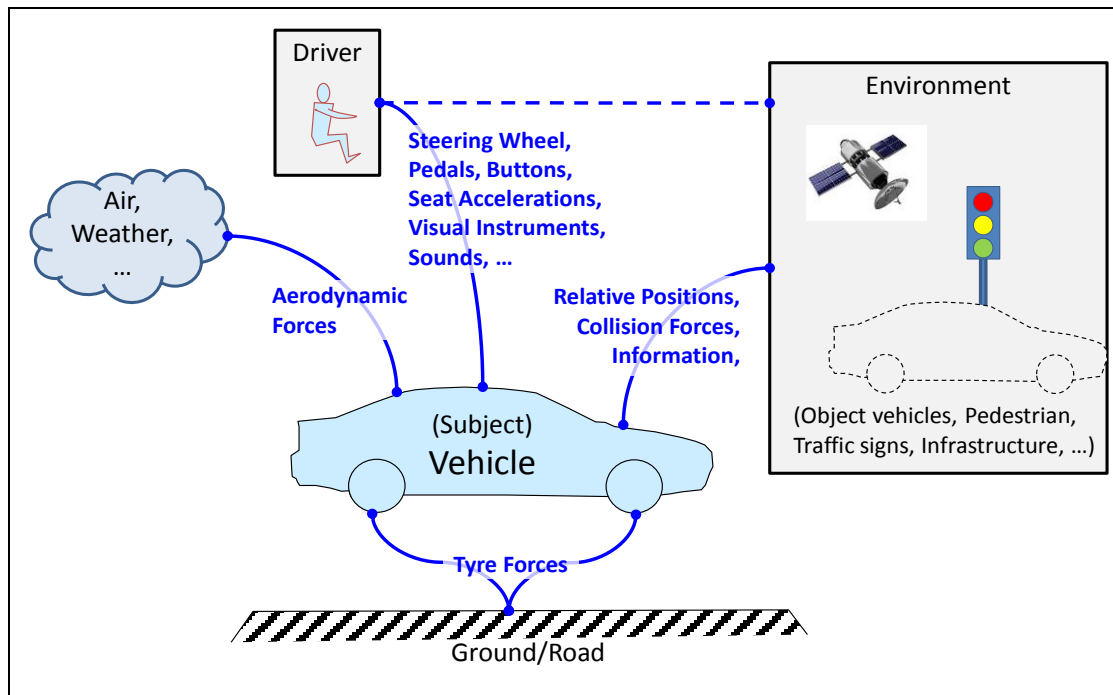 Driver
Environment
Steering Wheel,
Pedals, Buttons,
Seat Accelerations,
Visual Instruments,
Sounds, ...
Air,
Weather,
...
Aerodynamic
Forces
Relative Positions,
Collision Forces,
Information,
(Subject)
Vehicle
(Object vehicles, Pedestrian,
Traffic signs, Infrastructure, ...)
Tyre Forces
Ground/Road